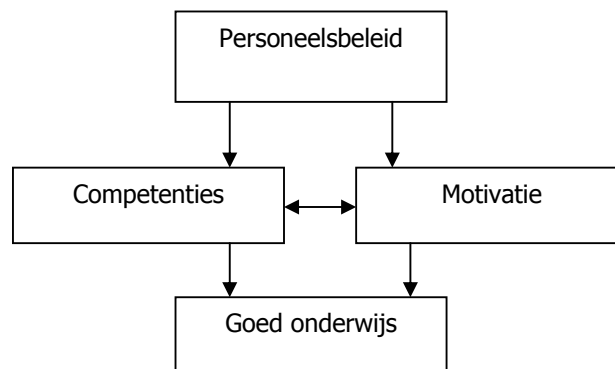 Personeelsbeleid
Competenties
Motivatie
Goed onderwijs